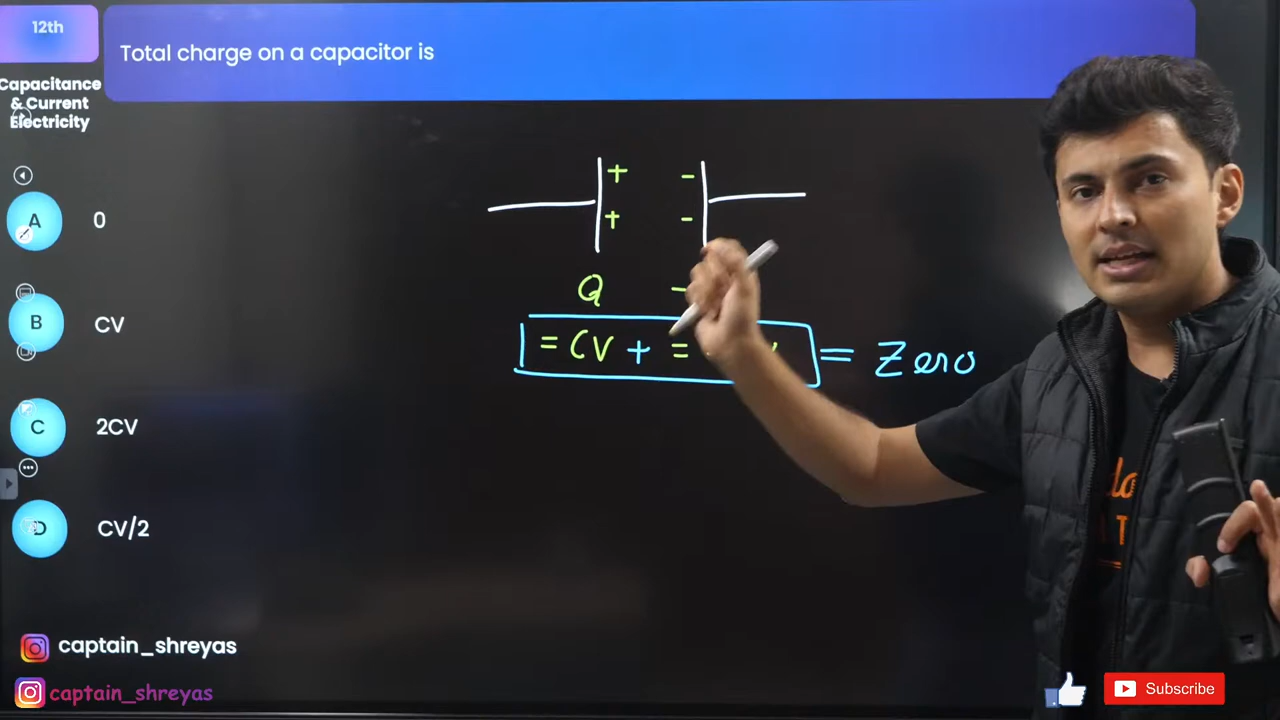 12th
Total charge on a capacitor is
Capacitance
& Current
Electricity
A 0
B CV
C 2CV
D CV/2
+ -
+ -
Q -
= CV + = = Zero
captain_shreyas
captain_shreyas
Subscribe